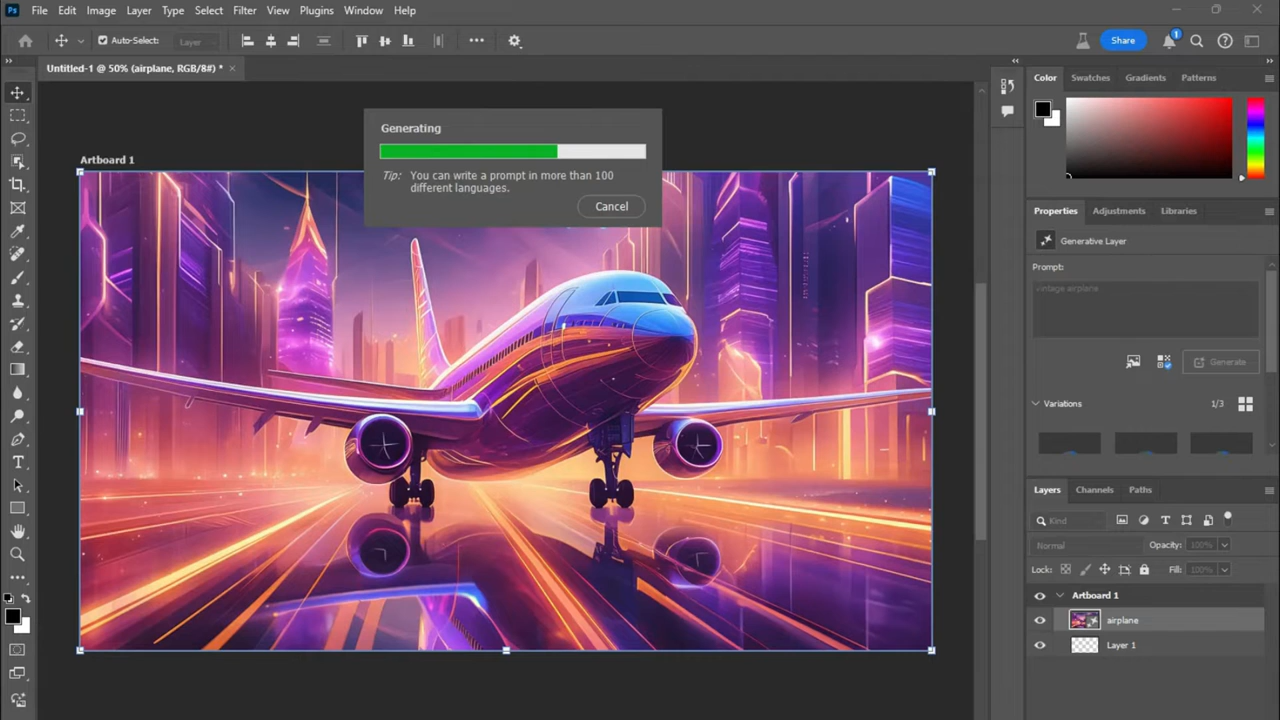 Ps File Edit Image Layer Type Select Filter View Plugins Window Help
Auto-Select: Layer Share 1
Untitled-1 @ 50% (airplane, RGB/8#) * ×
Artboard 1
Generating
Tip: You can write a prompt in more than 100
different languages.
Cancel
Color Swatches Gradients Patterns
Properties Adjustments Libraries
Generative Layer
Prompt:
vintage airplane
Generate
Variations 1/3
Layers Channels Paths
Kind
Normal Opacity: 100%
Lock: Fill: 100%
Artboard 1
airplane
Layer 1